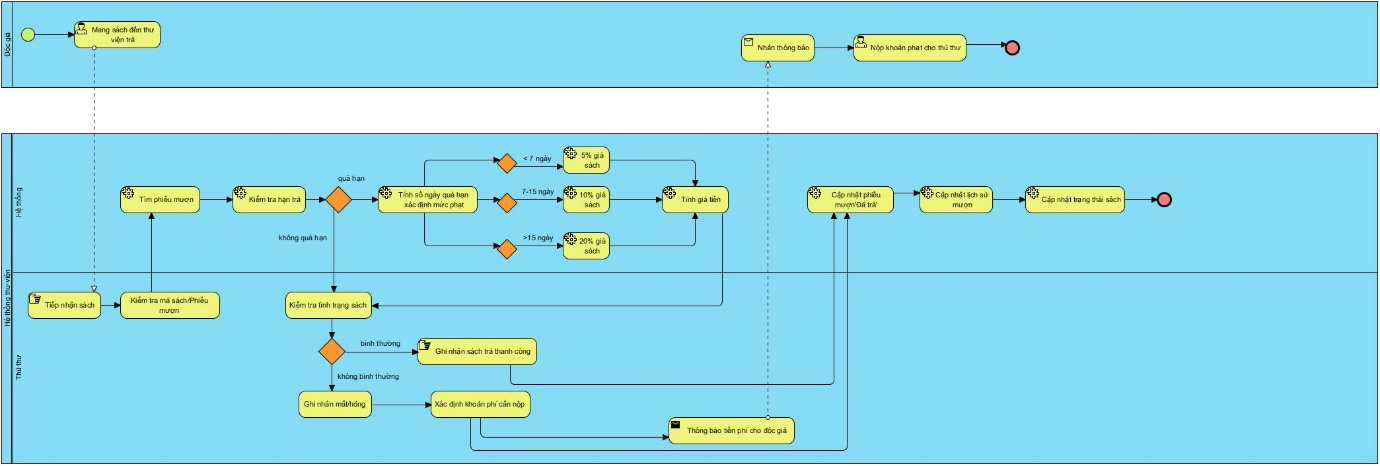 Độc giả
Mang sách đến thư
viện trả
Nhận thông báo
Nộp khoản phạt cho thủ thư
Hệ thống thư viện
Hệ thống
Tìm phiếu mượn
Kiểm tra hạn trả
quá hạn
không quá hạn
Tính số ngày quá hạn
xác định mức phạt
< 7 ngày
5% giá
sách
7-15 ngày
10% giá
sách
>15 ngày
20% giá
sách
Tính giá tiền
Cập nhật phiếu
mượn'Đã trả'
Cập nhật lịch sử
mượn
Cập nhật trạng thái sách
Thủ thư
Tiếp nhận sách
Kiểm tra mã sách/Phiếu
mượn
Kiểm tra tình trạng sách
bình thường
Ghi nhận sách trả thanh công
không bình thường
Ghi nhận mất/hỏng
Xác định khoản phí cần nộp
Thông báo tiền phí cho độc giả